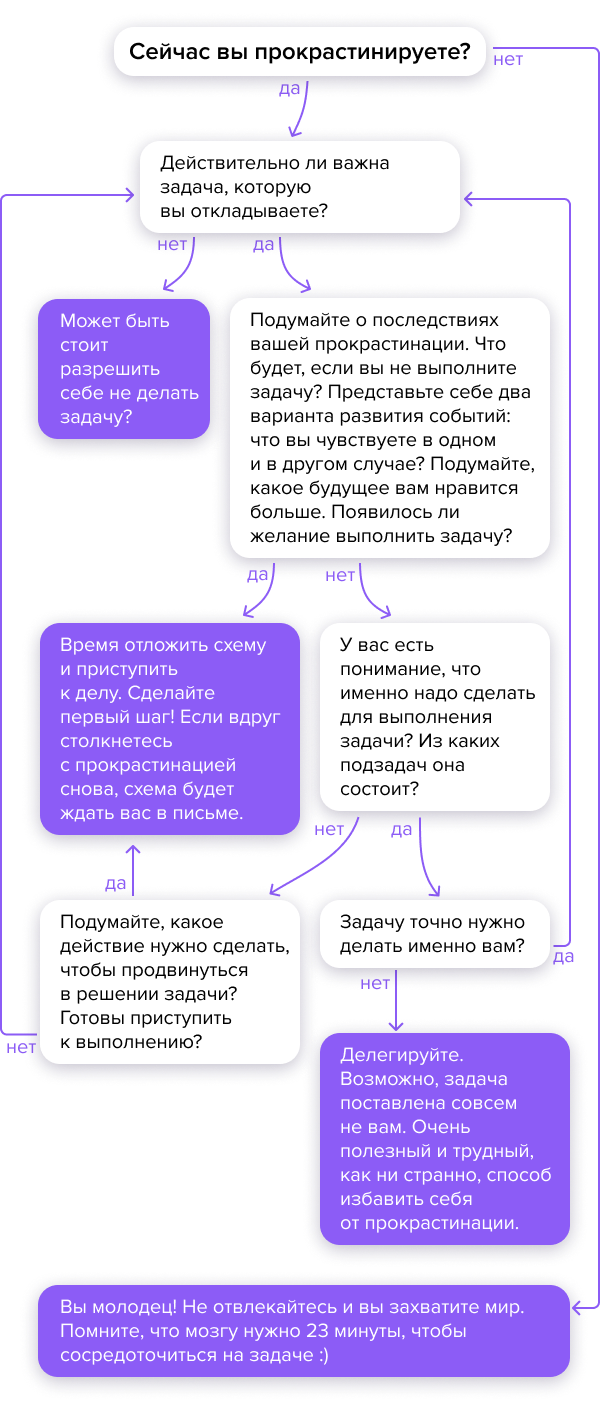 Сейчас вы прокрастинируете?
нет
да
Действительно ли важна
задача, которую
вы откладываете?
нет
да
Может быть
стоит
разрешить
себе не делать
задачу?
Подумайте о последствиях
вашей прокрастинации. Что
будет, если вы не выполните
задачу? Представьте себе два
варианта развития событий:
что вы чувствуете в одном
и в другом случае? Подумайте,
какое будущее вам нравится
больше. Появилось ли
желание выполнить задачу?
да
нет
Время отложить схему
и приступить
к делу. Сделайте
первый шаг! Если вдруг
столкнетесь
с прокрастинацией
снова, схема будет
ждать вас в письме.
У вас есть
понимание, что
именно надо сделать
для выполнения
задачи? Из каких
подзадач она
состоит?
нет
да
да
Подумайте, какое
действие нужно сделать,
чтобы продвинуться
в решении задачи?
Готовы приступить
к выполнению?
нет
Задачу точно нужно
делать именно вам?
да
нет
Делегируйте.
Возможно, задача
поставлена совсем
не вам. Очень
полезный и трудный,
как ни странно, способ
избавить себя
от прокрастинации.
Вы молодец! Не отвлекайтесь и вы захватите мир.
Помните, что мозгу нужно 23 минуты, чтобы
сосредоточиться на задаче :)